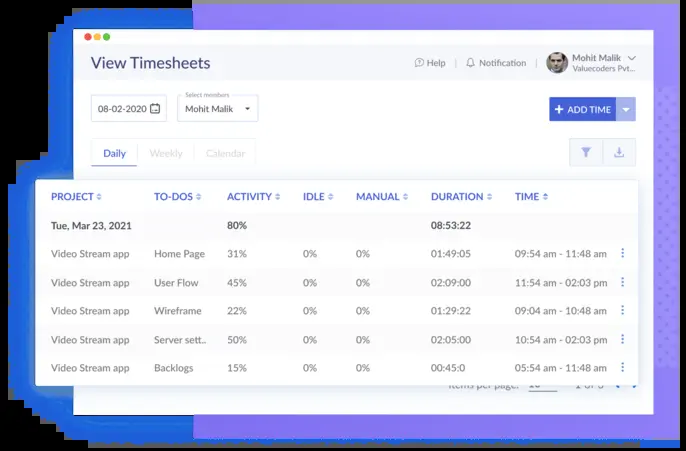 View Timesheets
Help | Notification | Mohit Malik
Valuecoders Pvt...
Select members
08-02-2020 Mohit Malik + ADD TIME
Daily Weekly Calendar
PROJECT TO-DOS ACTIVITY IDLE MANUAL DURATION TIME
Tue, Mar 23, 2021 80% 08:53:22
Video Stream app Home Page 31% 0% 0% 01:49:05 09:54 am - 11:48 am
Video Stream app User Flow 45% 0% 0% 02:09:00 11:54 am - 02:03 pm
Video Stream app Wireframe 22% 0% 0% 01:29:22 09:04 am - 10:48 am
Video Stream app Server sett.. 50% 0% 0% 02:05:00 10:54 am - 02:03 pm
Video Stream app Backlogs 15% 0% 0% 00:45:0 05:54 am - 11:48 am
Items per page: